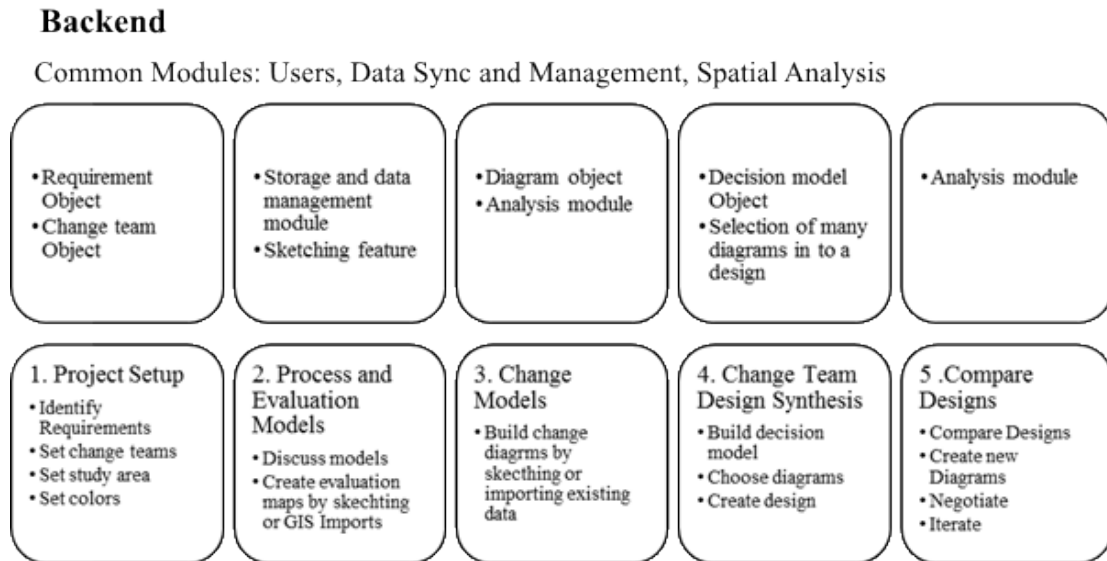 Backend
Common Modules: Users, Data Sync and Management, Spatial Analysis
•Requirement
Object
•Change team
Object
•Storage and data
management
module
•Sketching feature
•Diagram object
•Analysis module
•Decision model
Object
•Selection of many
diagrams in to a
design
•Analysis module
1. Project Setup
•Identify
Requirements
•Set change teams
•Set study area
•Set colors
2. Process and
Evaluation
Models
•Discuss models
•Create evaluation
maps by skechting
or GIS Imports
3. Change
Models
•Build change
diagrms by
skecthing or
importing existing
data
4. Change Team
Design Synthesis
•Build decision
model
•Choose diagrams
•Create design
5 .Compare
Designs
•Compare Designs
•Create new
Diagrams
•Negotiate
•Iterate